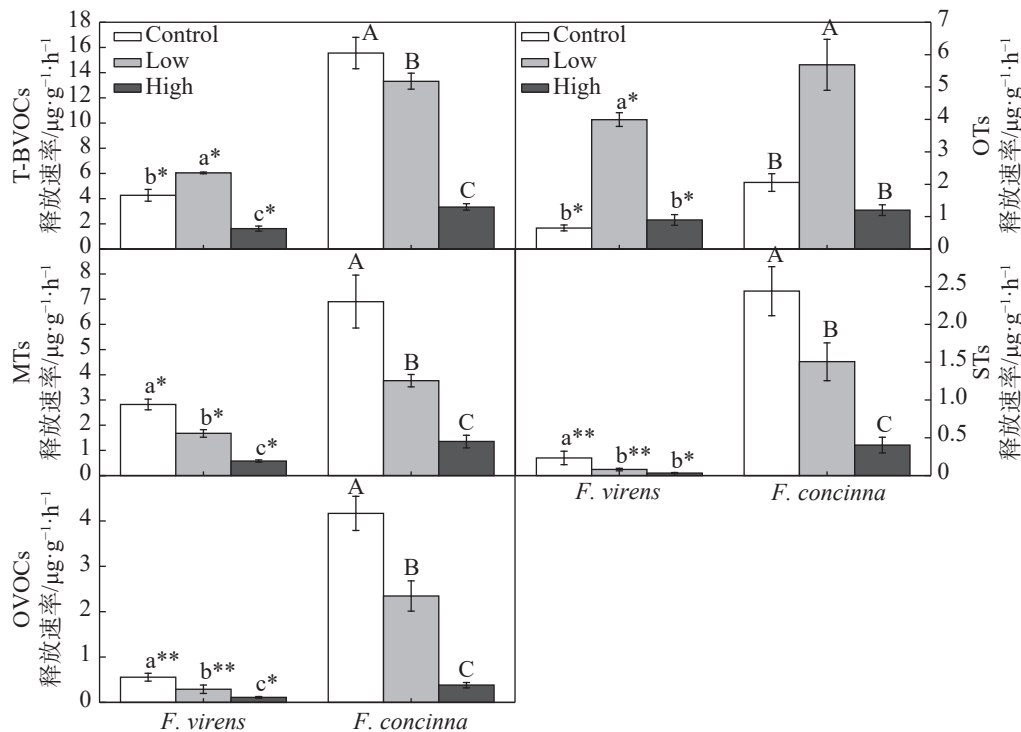 T-BVOCs
释放速率/μg·g⁻¹·h⁻¹
18
16
14
12
10
8
6
4
2
0
Control
Low
High
b*
a*
c*
A
B
C
Control
Low
High
b*
a*
b*
B
A
B
7
6
5
4
3
2
1
0
OTs
释放速率/μg·g⁻¹·h⁻¹
MTs
释放速率/μg·g⁻¹·h⁻¹
8
7
6
5
4
3
2
1
0
a*
b*
c*
A
B
C
a**
b**
b*
A
B
C
2.5
2.0
1.5
1.0
0.5
0
STs
释放速率/μg·g⁻¹·h⁻¹
F. virens
F. concinna
OVOCs
释放速率/μg·g⁻¹·h⁻¹
4
3
2
1
0
a**
b**
c*
A
B
C
F. virens
F. concinna